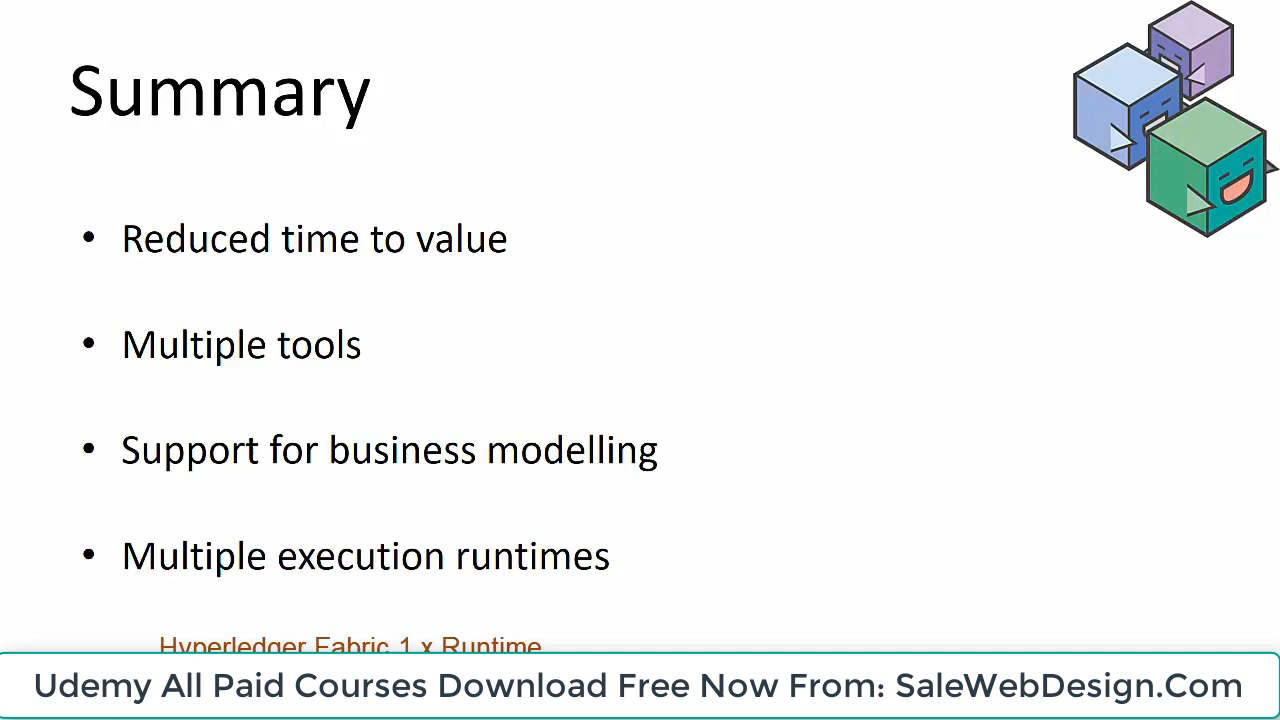 Summary
• Reduced time to value
• Multiple tools
• Support for business modelling
• Multiple execution runtimes
Hyperledger Fabric 1.x Runtime
Udemy All Paid Courses Download Free Now From: SaleWebDesign.Com